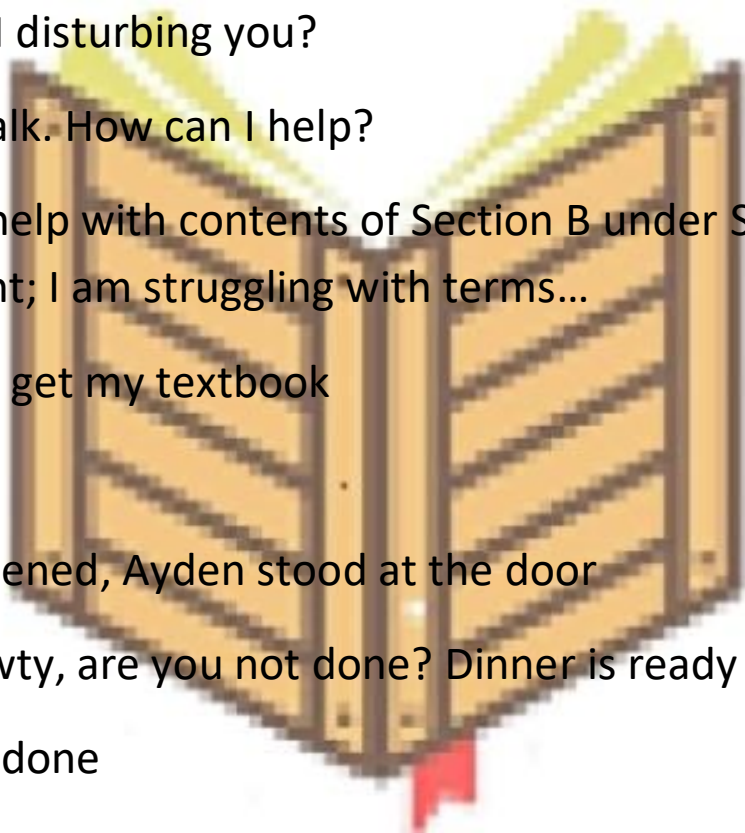 disturbing you?
alk. How can I help?
help with contents of Section B under S
nt; I am struggling with terms...
get my textbook
ened, Ayden stood at the door
wty, are you not done? Dinner is ready
done